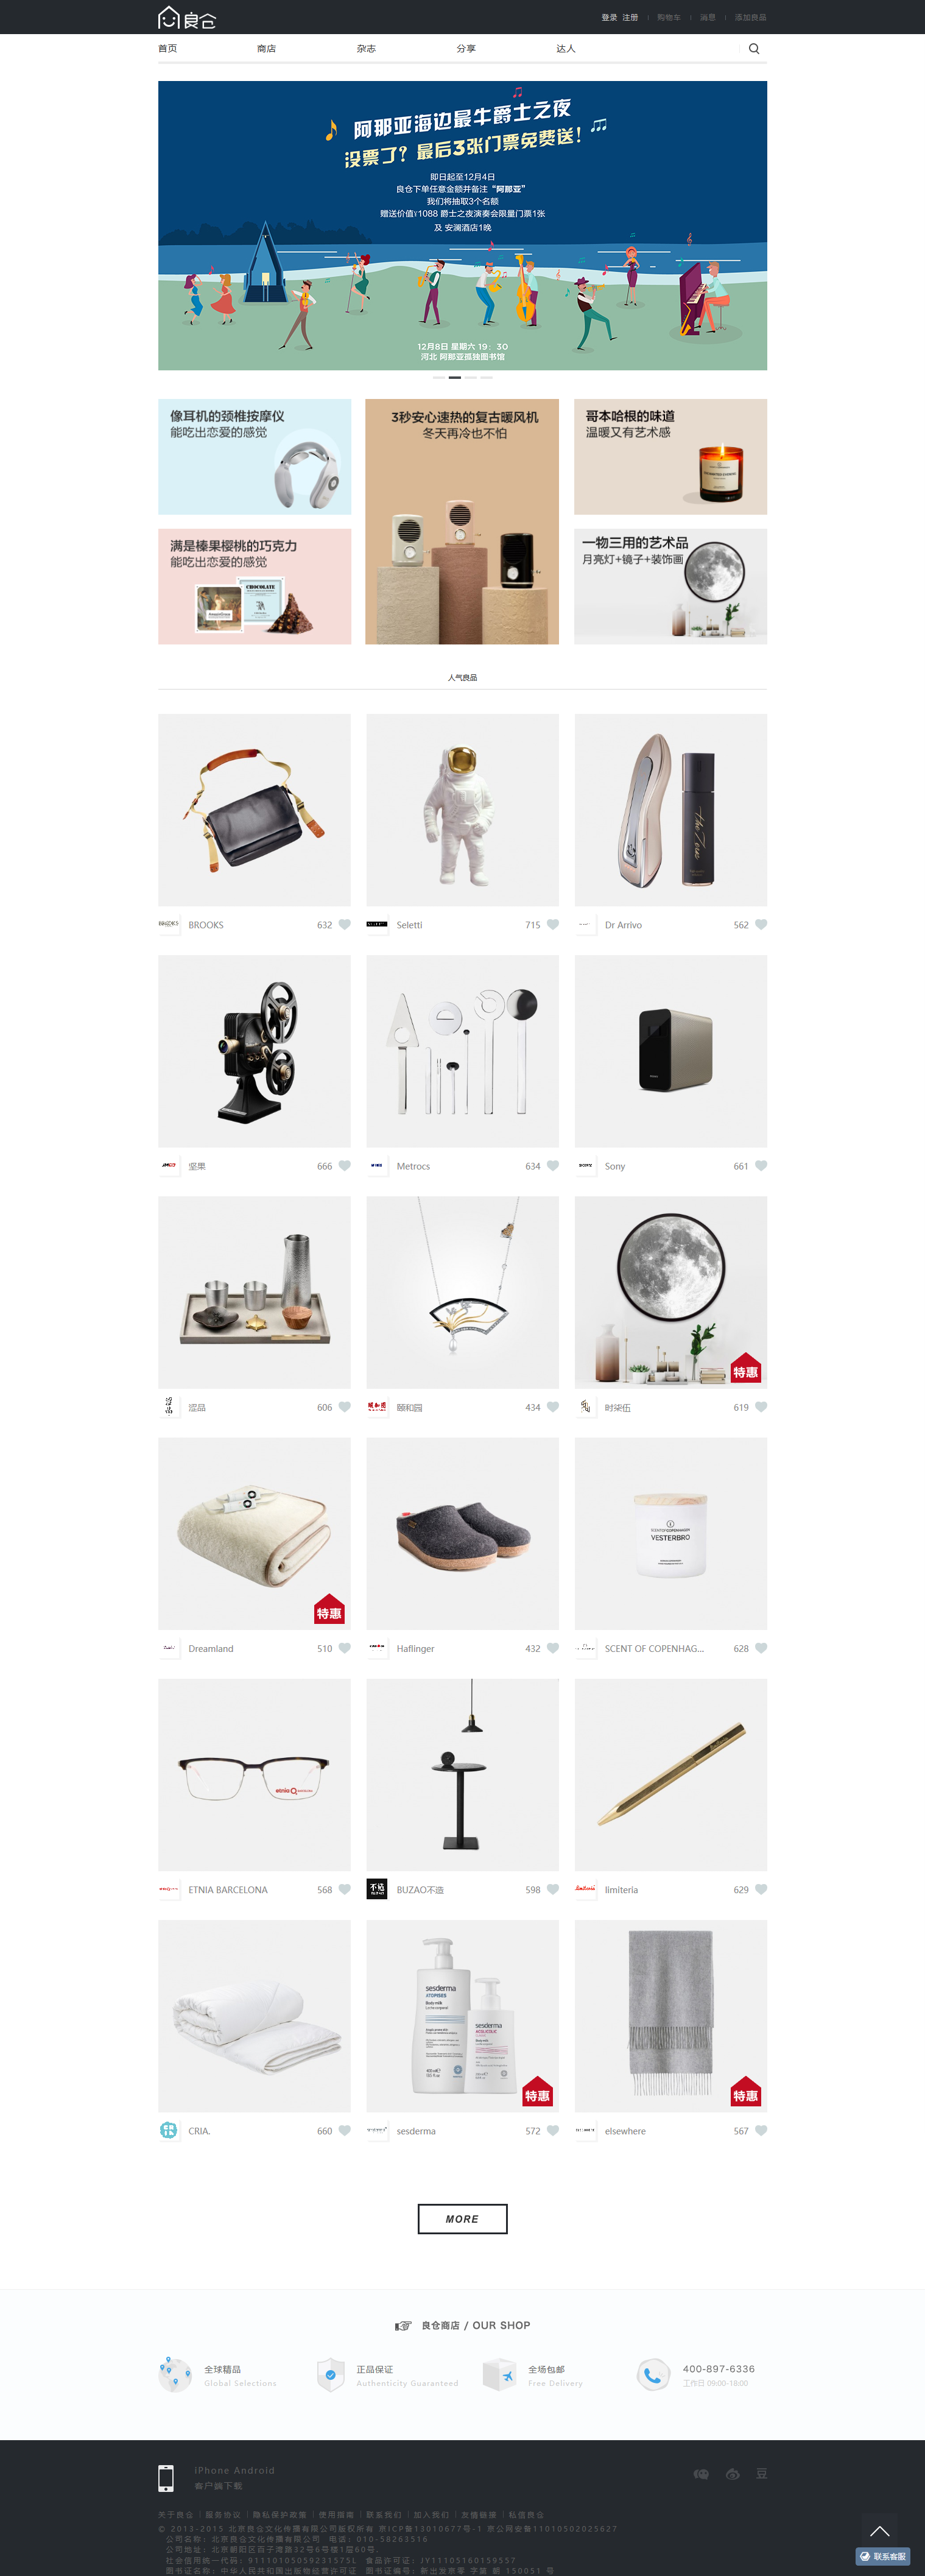 良仓
登录 注册 购物车 消息 添加良品
首页 商店 杂志 分享 达人
阿那亚海边最牛爵士之夜
没票了？最后3张门票免费送！
即日起至12月4日
良仓下单任意金额并备注“阿那亚”
我们将抽取3个名额
赠送价值¥1088 爵士之夜演奏会限量门票1张
及 安澜酒店1晚
12月8日 星期六 19：30
河北 阿那亚孤独图书馆
像耳机的颈椎按摩仪
能吃出恋爱的感觉
3秒安心速热的复古暖风机
冬天再冷也不怕
哥本哈根的味道
温暖又有艺术感
满是榛果樱桃的巧克力
能吃出恋爱的感觉
CHOCOLATE
一物三用的艺术品
月亮灯+镜子+装饰画
人气良品
BROOKS 632
Seletti 715
Dr Arrivo 562
坚果 666
Metrocs 634
Sony 661
特惠
涩品 606
颐和园 434
时柒伍 619
特惠
VESTERBRO
Dreamland 510
Haflinger 432
SCENT OF COPENHAG... 628
etnia BARCELONA
ETNIA BARCELONA 568
不造
BUZAO不造 598
limiteria 629
sesderma
ATOPISES
Body milk
sesderma
特惠
特惠
CRIA. 660
sesderma 572
elsewhere 567
MORE
良仓商店 / OUR SHOP
全球精品
Global Selections
正品保证
Authenticity Guaranteed
全场包邮
Free Delivery
400-897-6336
工作日 09:00-18:00
iPhone Android
客户端下载
豆
关于良仓 | 服务协议 | 隐私保护政策 | 使用指南 | 联系我们 | 加入我们 | 友情链接 | 私信良仓
© 2013-2015 北京良仓文化传播有限公司版权所有 京ICP备13010677号-1 京公网安备11010502025627
公司名称：北京良仓文化传播有限公司 电话：010-58263516
公司地址：北京朝阳区百子湾路32号6号楼1层60号.
社会信用统一代码：91110105059231575L 食品许可证：JY11105160159537
图书证名称：中华人民共和国出版物经营许可证 图书证编号：新出发京零 字第 朝 150051 号
联系客服